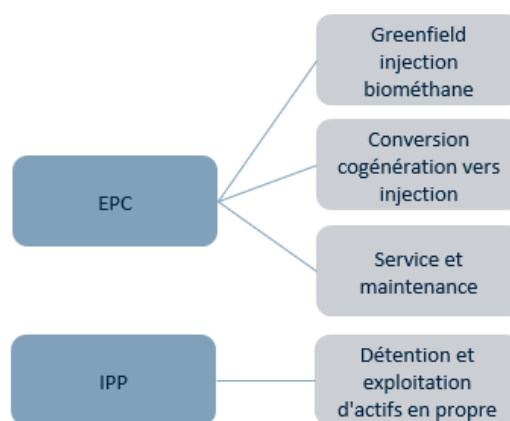 Greenfield
injection
biométhane
Conversion
cogénération vers
injection
EPC
Service et
maintenance
IPP
Détention et
exploitation
d'actifs en propre